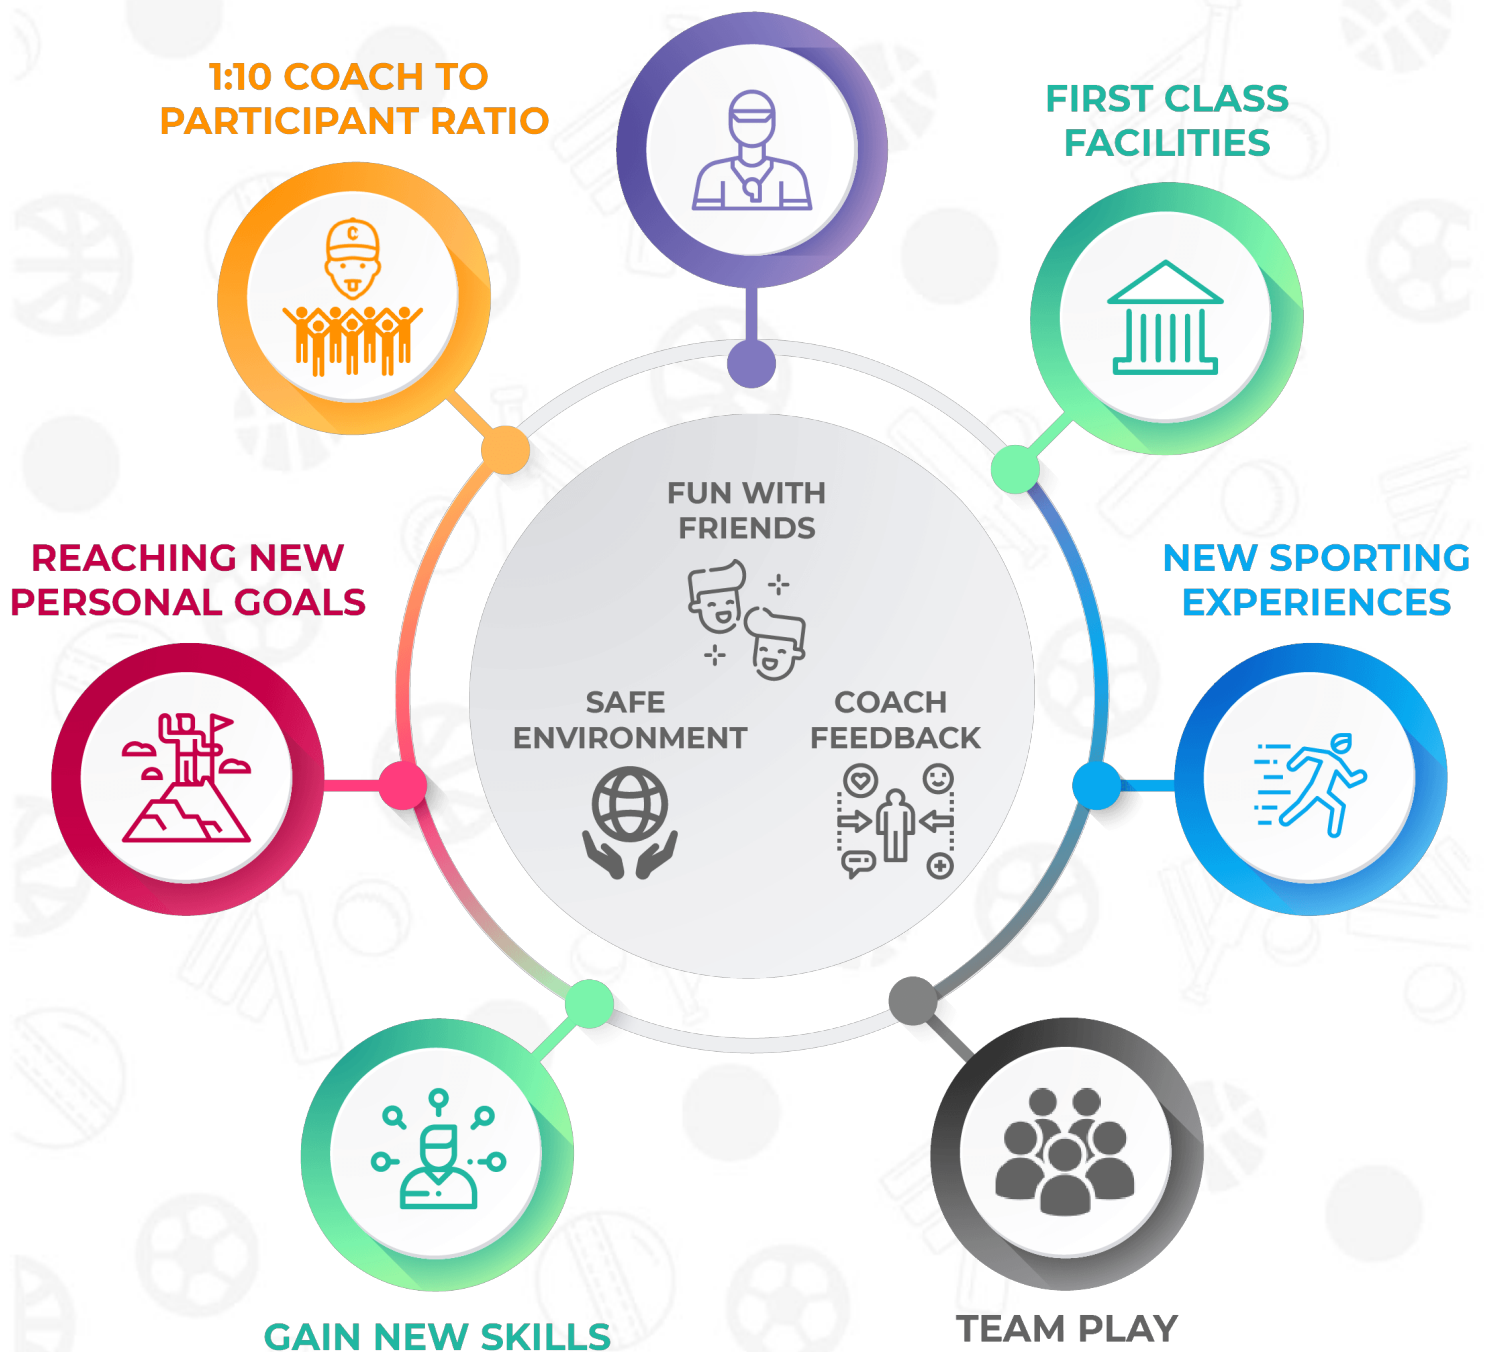 1:10 COACH TO
PARTICIPANT RATIO
FIRST CLASS
FACILITIES
C
FUN WITH
FRIENDS
REACHING NEW
PERSONAL GOALS
NEW SPORTING
EXPERIENCES
SAFE
ENVIRONMENT
COACH
FEEDBACK
GAIN NEW SKILLS
TEAM PLAY